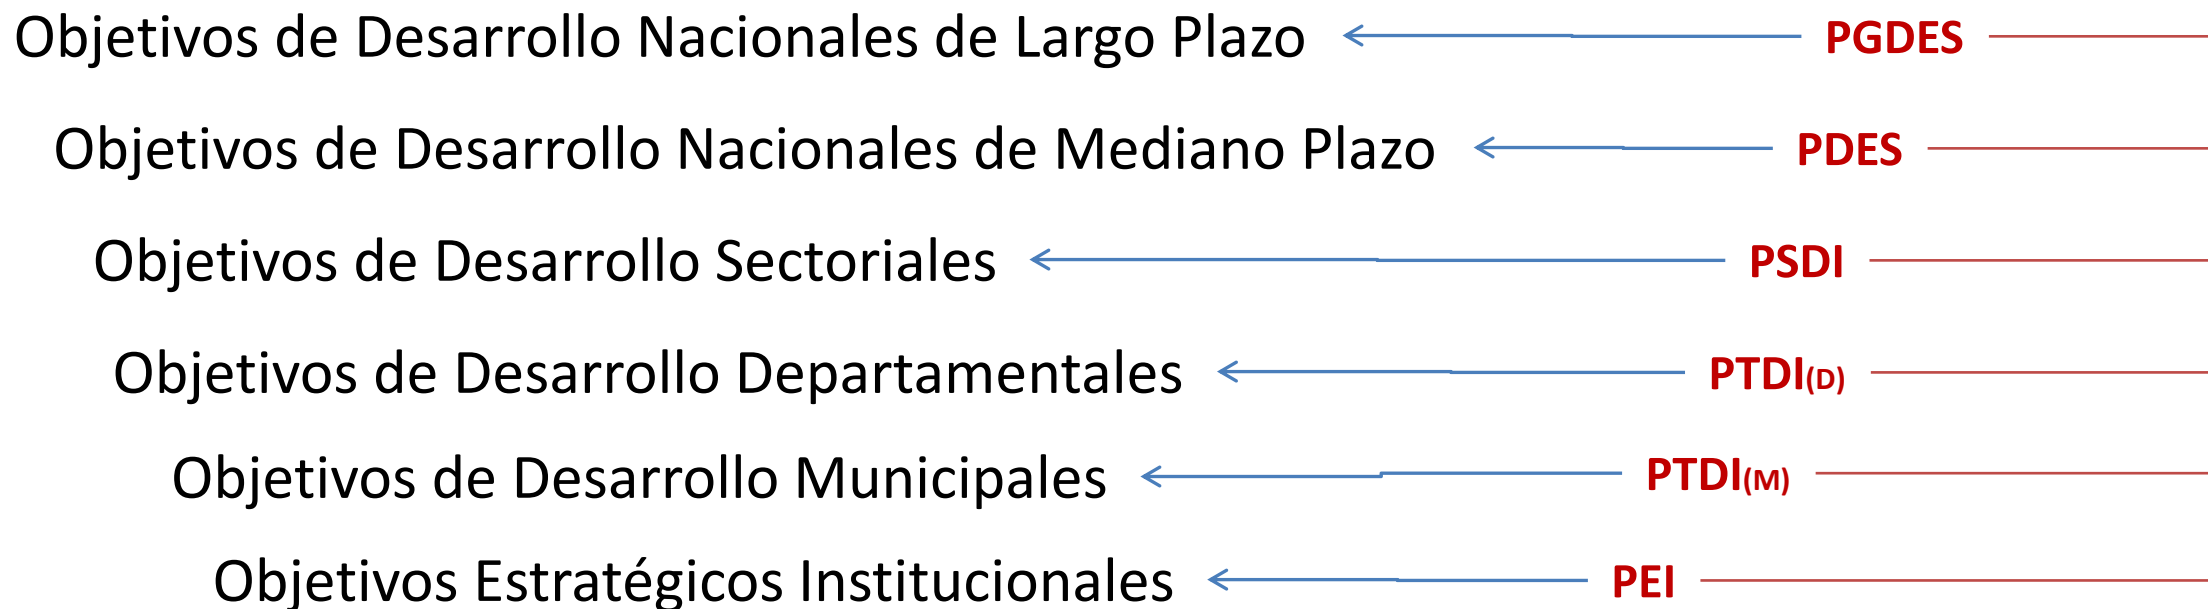 Objetivos de Desarrollo Nacionales de Largo Plazo PGDES
Objetivos de Desarrollo Nacionales de Mediano Plazo PDES
Objetivos de Desarrollo Sectoriales PSDI
Objetivos de Desarrollo Departamentales PTDI(D)
Objetivos de Desarrollo Municipales PTDI(M)
Objetivos Estratégicos Institucionales PEI